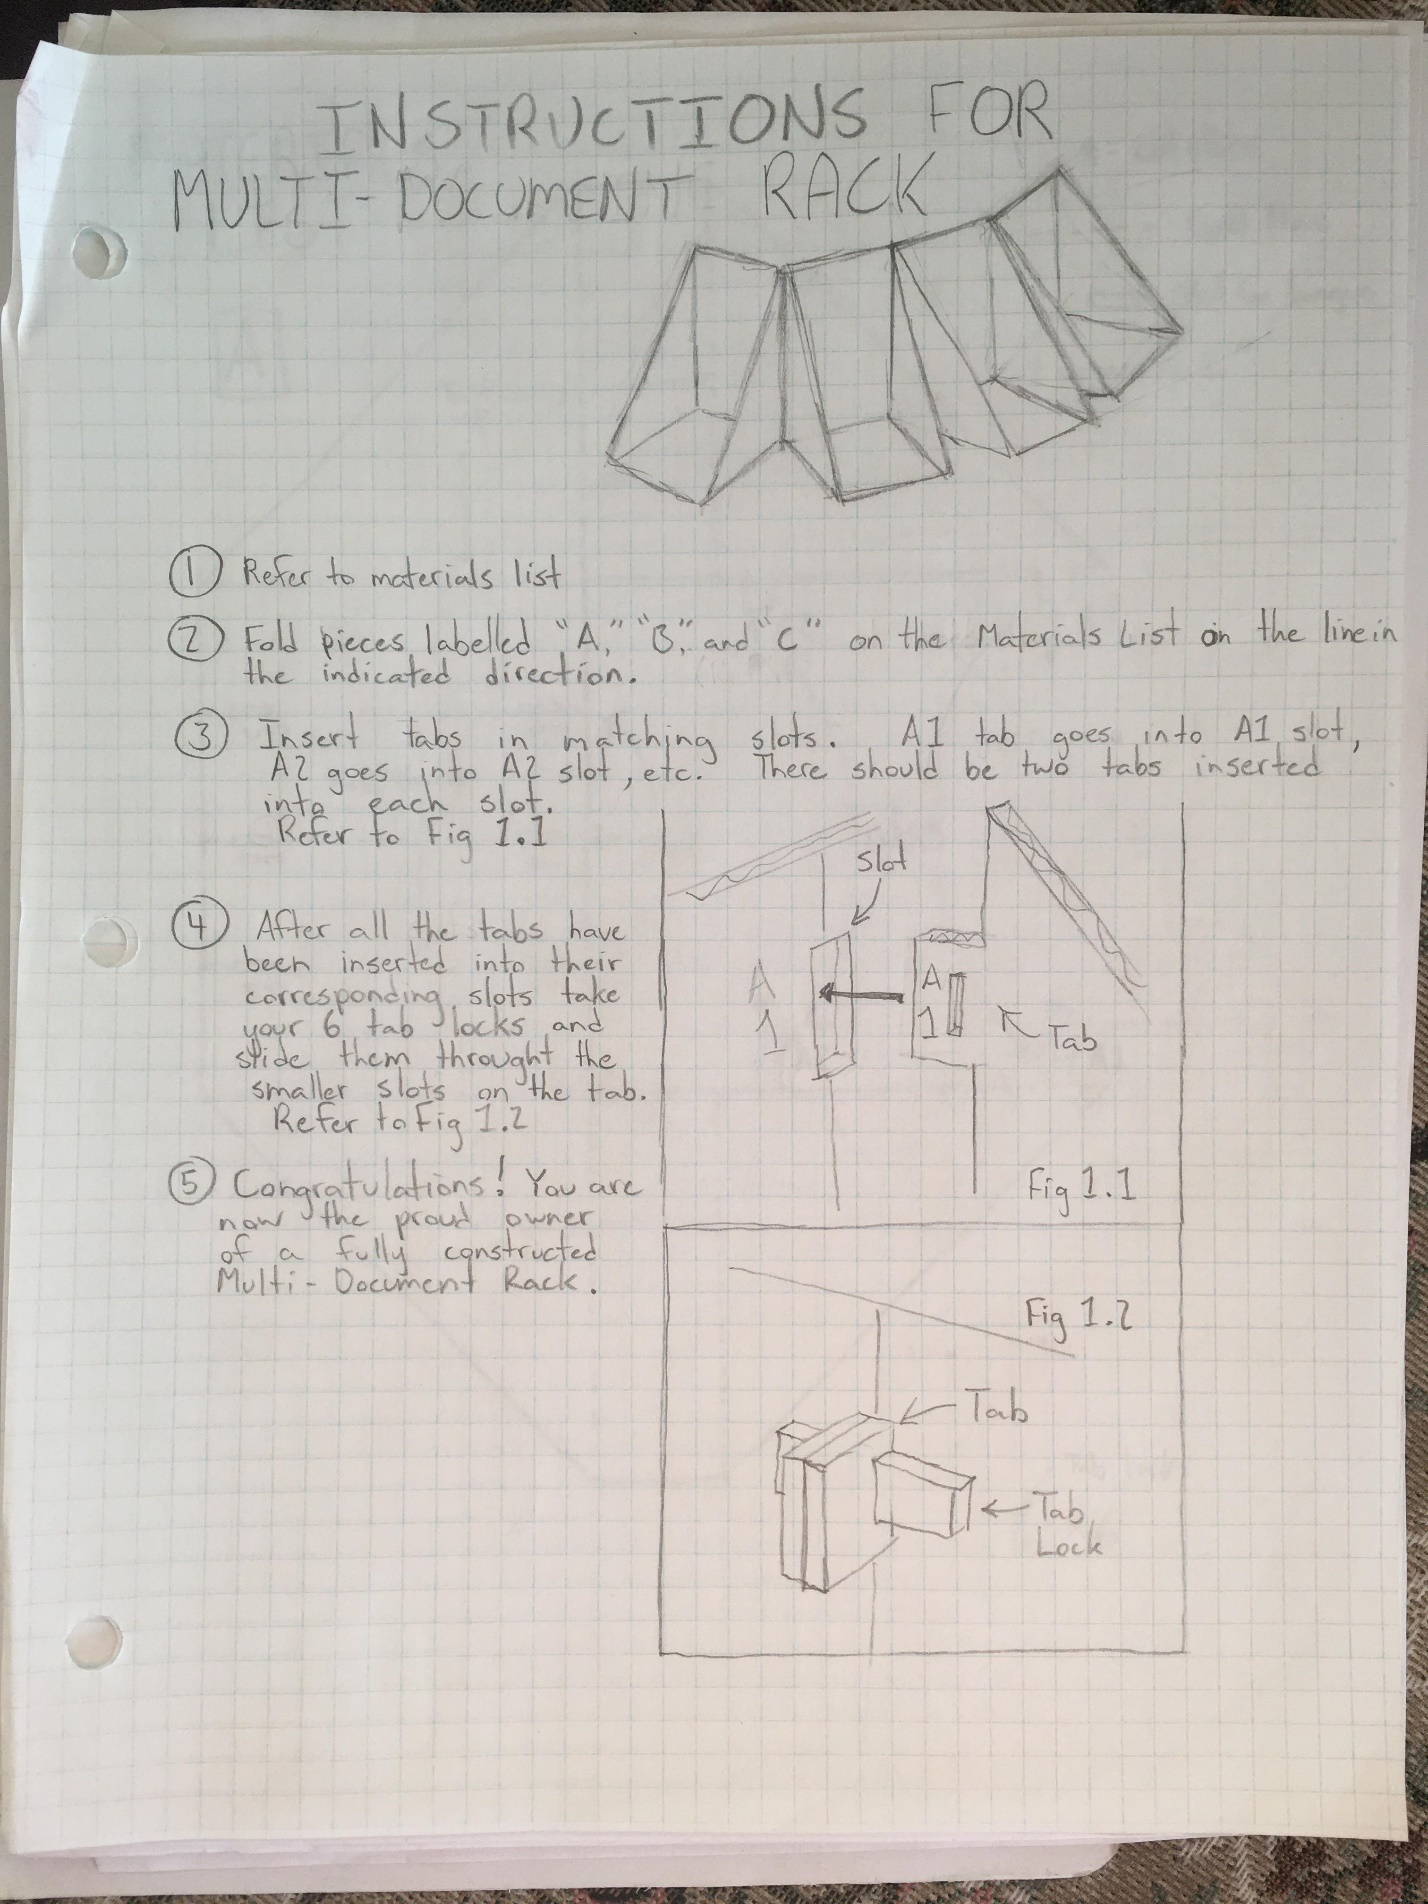 INSTRUCTIONS FOR
MULTI-DOCUMENT RACK
1 Refer to materials list
2 Fold pieces labelled "A," "B," and "C" on the Materials List on the line in
the indicated direction.
3 Insert tabs in matching slots. A1 tab goes into A1 slot,
A2 goes into A2 slot, etc. There should be two tabs inserted
into each slot.
Refer to Fig 1.1
4 After all the tabs have
been inserted into their
corresponding slots take
your 6 tab locks and
slide them throught the
smaller slots on the tab.
Refer to Fig 1.2
5 Congratulations! You are
now the proud owner
of a fully constructed
Multi-Document Rack.
Slot
A
1
A
1
Tab
Fig 1.1
Fig 1.2
Tab
Tab
Lock